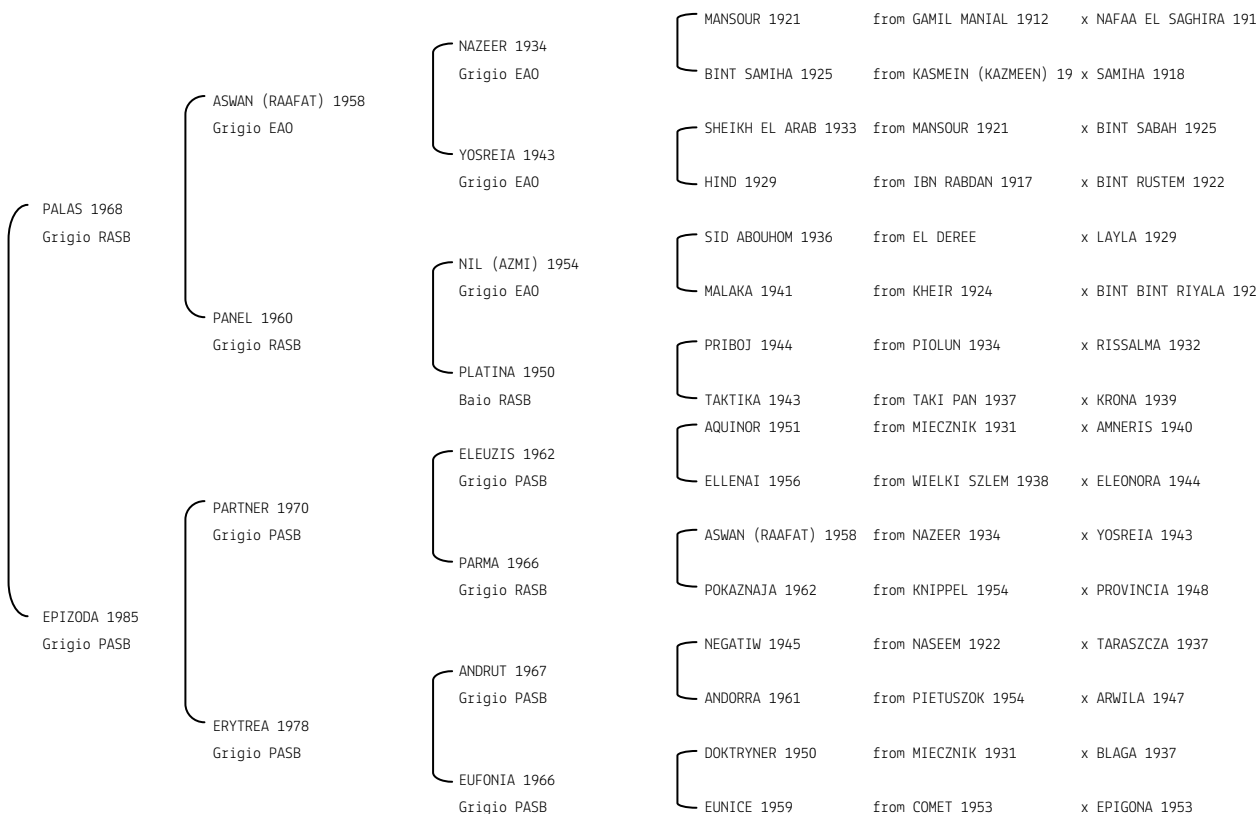 MANSOUR 1921 from GAMIL MANIAL 1912 x NAFAA EL SAGHIRA 191
NAZEER 1934
Grigio EAO
BINT SAMIHA 1925 from KASMEIN (KAZMEEN) 19 x SAMIHA 1918
ASWAN (RAAFAT) 1958
Grigio EAO
SHEIKH EL ARAB 1933 from MANSOUR 1921 x BINT SABAH 1925
YOSREIA 1943
Grigio EAO
HIND 1929 from IBN RABDAN 1917 x BINT RUSTEM 1922
PALAS 1968
Grigio RASB
SID ABOUHOM 1936 from EL DEREE x LAYLA 1929
NIL (AZMI) 1954
Grigio EAO
MALAKA 1941 from KHEIR 1924 x BINT BINT RIYALA 192
PANEL 1960
Grigio RASB
PRIBOJ 1944 from PIOLUN 1934 x RISSALMA 1932
PLATINA 1950
Baio RASB
TAKTIKA 1943 from TAKI PAN 1937 x KRONA 1939
AQUINOR 1951 from MIECZNIK 1931 x AMNERIS 1940
ELEUZIS 1962
Grigio PASB
ELLENAI 1956 from WIELKI SZLEM 1938 x ELEONORA 1944
PARTNER 1970
Grigio PASB
ASWAN (RAAFAT) 1958 from NAZEER 1934 x YOSREIA 1943
PARMA 1966
Grigio RASB
POKAZNAJA 1962 from KNIPPEL 1954 x PROVINCIA 1948
EPIZODA 1985
Grigio PASB
NEGATIW 1945 from NASEEM 1922 x TARASZCZA 1937
ANDRUT 1967
Grigio PASB
ANDORRA 1961 from PIETUSZOK 1954 x ARWILA 1947
ERYTREA 1978
Grigio PASB
DOKTRYNER 1950 from MIECZNIK 1931 x BLAGA 1937
EUFONIA 1966
Grigio PASB
EUNICE 1959 from COMET 1953 x EPIGONA 1953